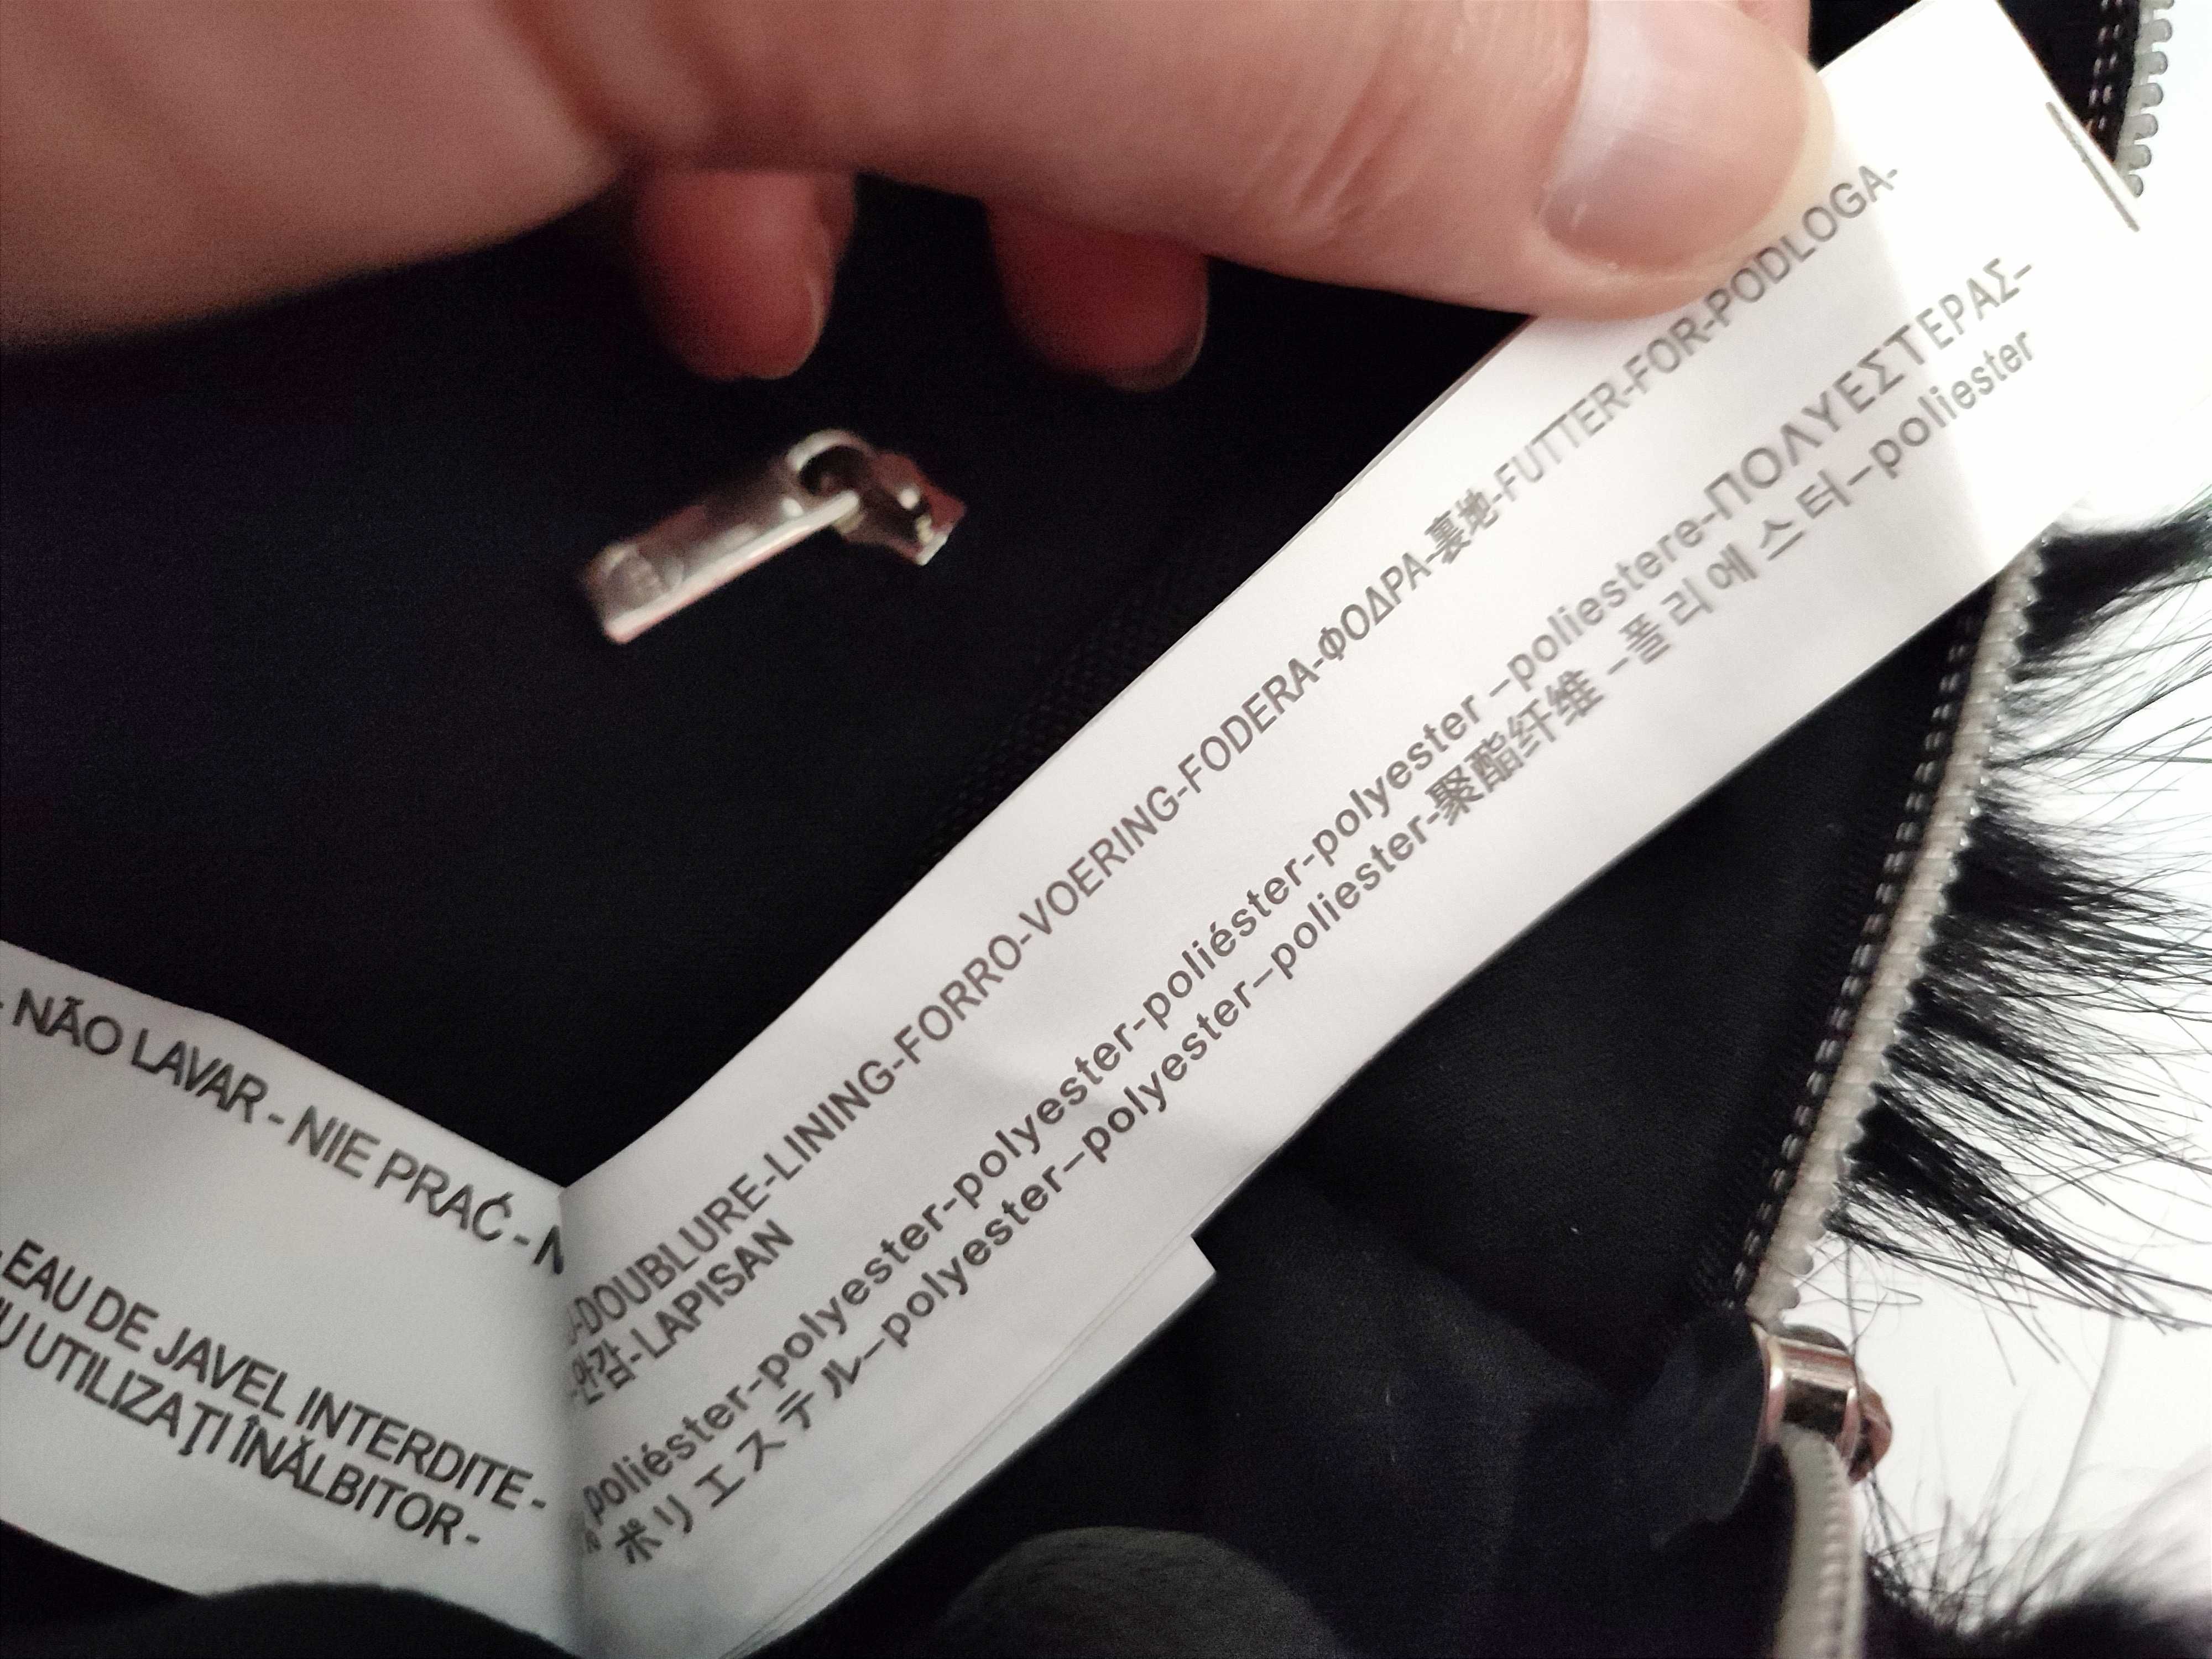 - NÃO LAVAR - NIE PRAĆ - N
EAU DE JAVEL INTERDITE -
U UTILIZAŢI ÎNĂLBITOR -
-DOUBLURE-LINING-FORRO-VOERING-FODERA-ΦΟΔΡΑ-裏地-FUTTER-FOR-PODLOGA-
-안감-LAPISAN
% poliéster-polyester-polyester-poliéster-polyester–poliestere-ΠΟΛΥΕΣΤΕΡΑΣ-
ポリエステル–polyester–polyester–poliester-聚酯纤维–폴리에스터–poliester